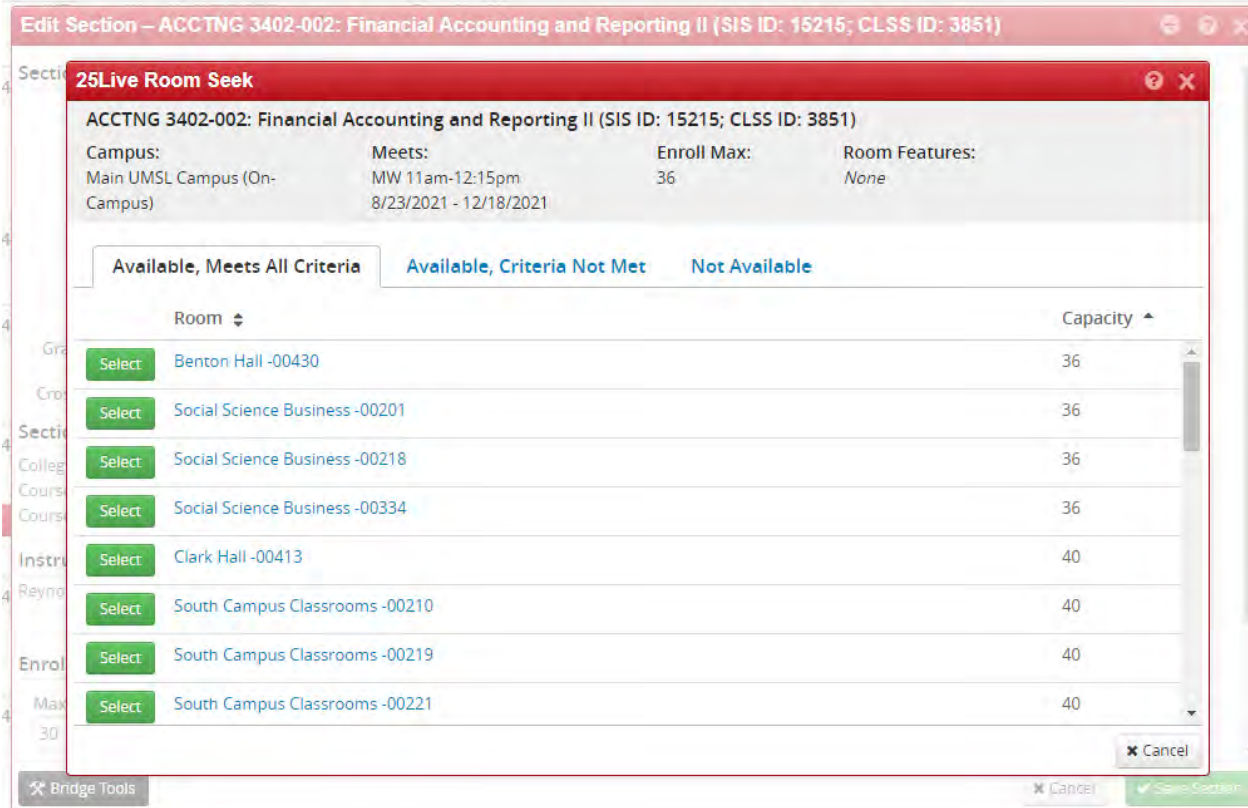 Edit Section – ACCTNG 3402-002: Financial Accounting and Reporting II (SIS ID: 15215; CLSS ID: 3851)
25Live Room Seek
ACCTNG 3402-002: Financial Accounting and Reporting II (SIS ID: 15215; CLSS ID: 3851)
Campus: Meets: Enroll Max: Room Features:
Main UMSL Campus (On- MW 11am-12:15pm 36 None
Campus) 8/23/2021 - 12/18/2021
Available, Meets All Criteria Available, Criteria Not Met Not Available
Room Capacity
Select Benton Hall -00430 36
Select Social Science Business -00201 36
Select Social Science Business -00218 36
Select Social Science Business -00334 36
Select Clark Hall -00413 40
Select South Campus Classrooms -00210 40
Select South Campus Classrooms -00219 40
Select South Campus Classrooms -00221 40
Max
30
Cancel
Bridge Tools Cancel Save Section